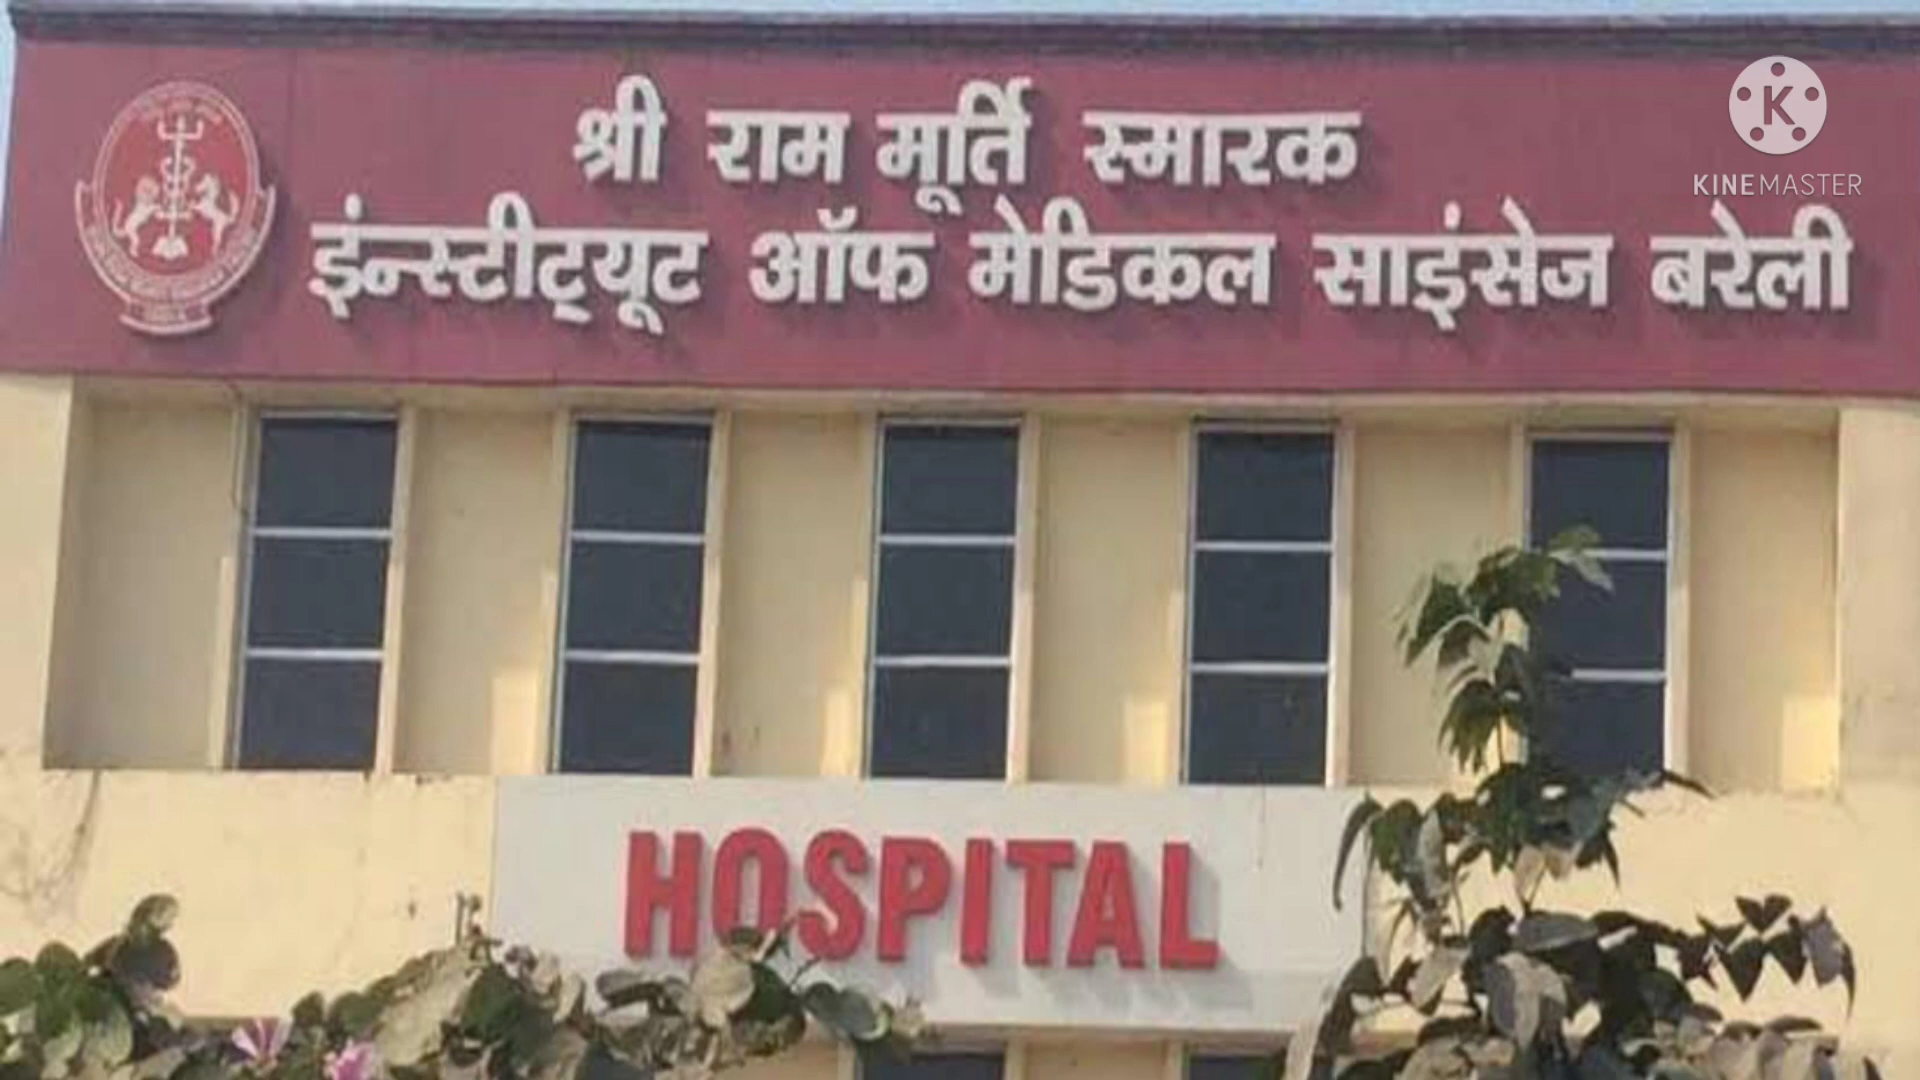 श्री राम मूर्ति स्मारक
इंन्स्टीट्यूट ऑफ मेडिकल साइंसेज बरेली
KINEMASTER
HOSPITAL